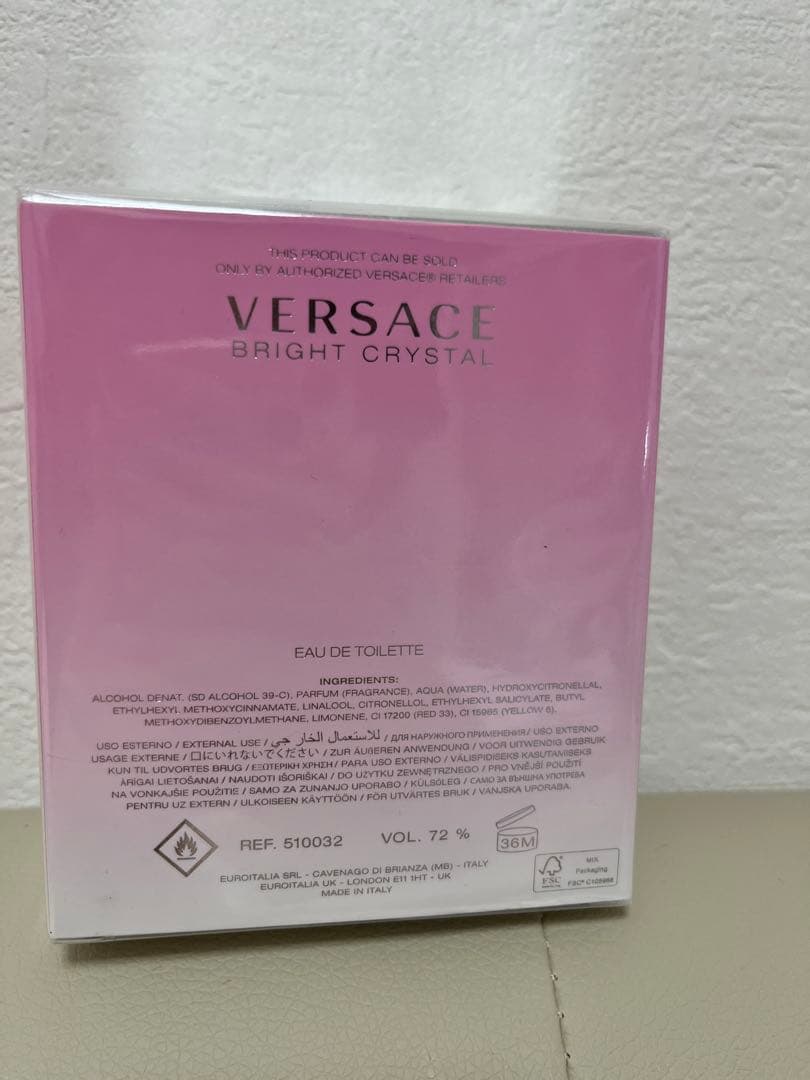 THIS PRODUCT CAN BE SOLD
ONLY BY AUTHORIZED VERSACE® RETAILERS
VERSACE
BRIGHT CRYSTAL
EAU DE TOILETTE
INGREDIENTS:
ALCOHOL DENAT. (SD ALCOHOL 39-C), PARFUM (FRAGRANCE), AQUA (WATER), HYDROXYCITRONELLAL,
ETHYLHEXYL METHOXYCINNAMATE, LINALOOL, CITRONELLOL, ETHYLHEXYL SALICYLATE, BUTYL
METHOXYDIBENZOYLMETHANE, LIMONENE, CI 17200 (RED 33), CI 15985 (YELLOW 6).
USO ESTERNO / EXTERNAL USE / للاستعمال الخارجي / ДЛЯ НАРУЖНОГО ПРИМЕНЕНИЯ / USO EXTERNO
USAGE EXTERNE / 口にいれないでください / ZUR ÄUßEREN ANWENDUNG / VOOR UITWENDIG GEBRUIK
KUN TIL UDVORTES BRUG / ΕΞΩΤΕΡΙΚΗ ΧΡΗΣΗ / PARA USO EXTERNO / VÄLISPIDISEKS KASUTAMISEKS
ĀRĪGAI LIETOŠANAI / NAUDOTI IŠORIŠKAI / DO UŻYTKU ZEWNĘTRZNEGO / PRO VNĚJŠÍ POUŽITÍ
NA VONKAJŠIE POUŽITIE / SAMO ZA ZUNANJO UPORABO / KÜLSŐLEG / САМО ЗА ВЪНШНА УПОТРЕБА
PENTRU UZ EXTERN / ULKOISEEN KÄYTTÖÖN / FÖR UTVÄRTES BRUK / VANJSKA UPORABA.
REF. 510032 VOL. 72 % 36M
EUROITALIA SRL - CAVENAGO DI BRIANZA (MB) - ITALY
EUROITALIA UK - LONDON E11 1HT - UK
MADE IN ITALY
FSC
MIX
Packaging